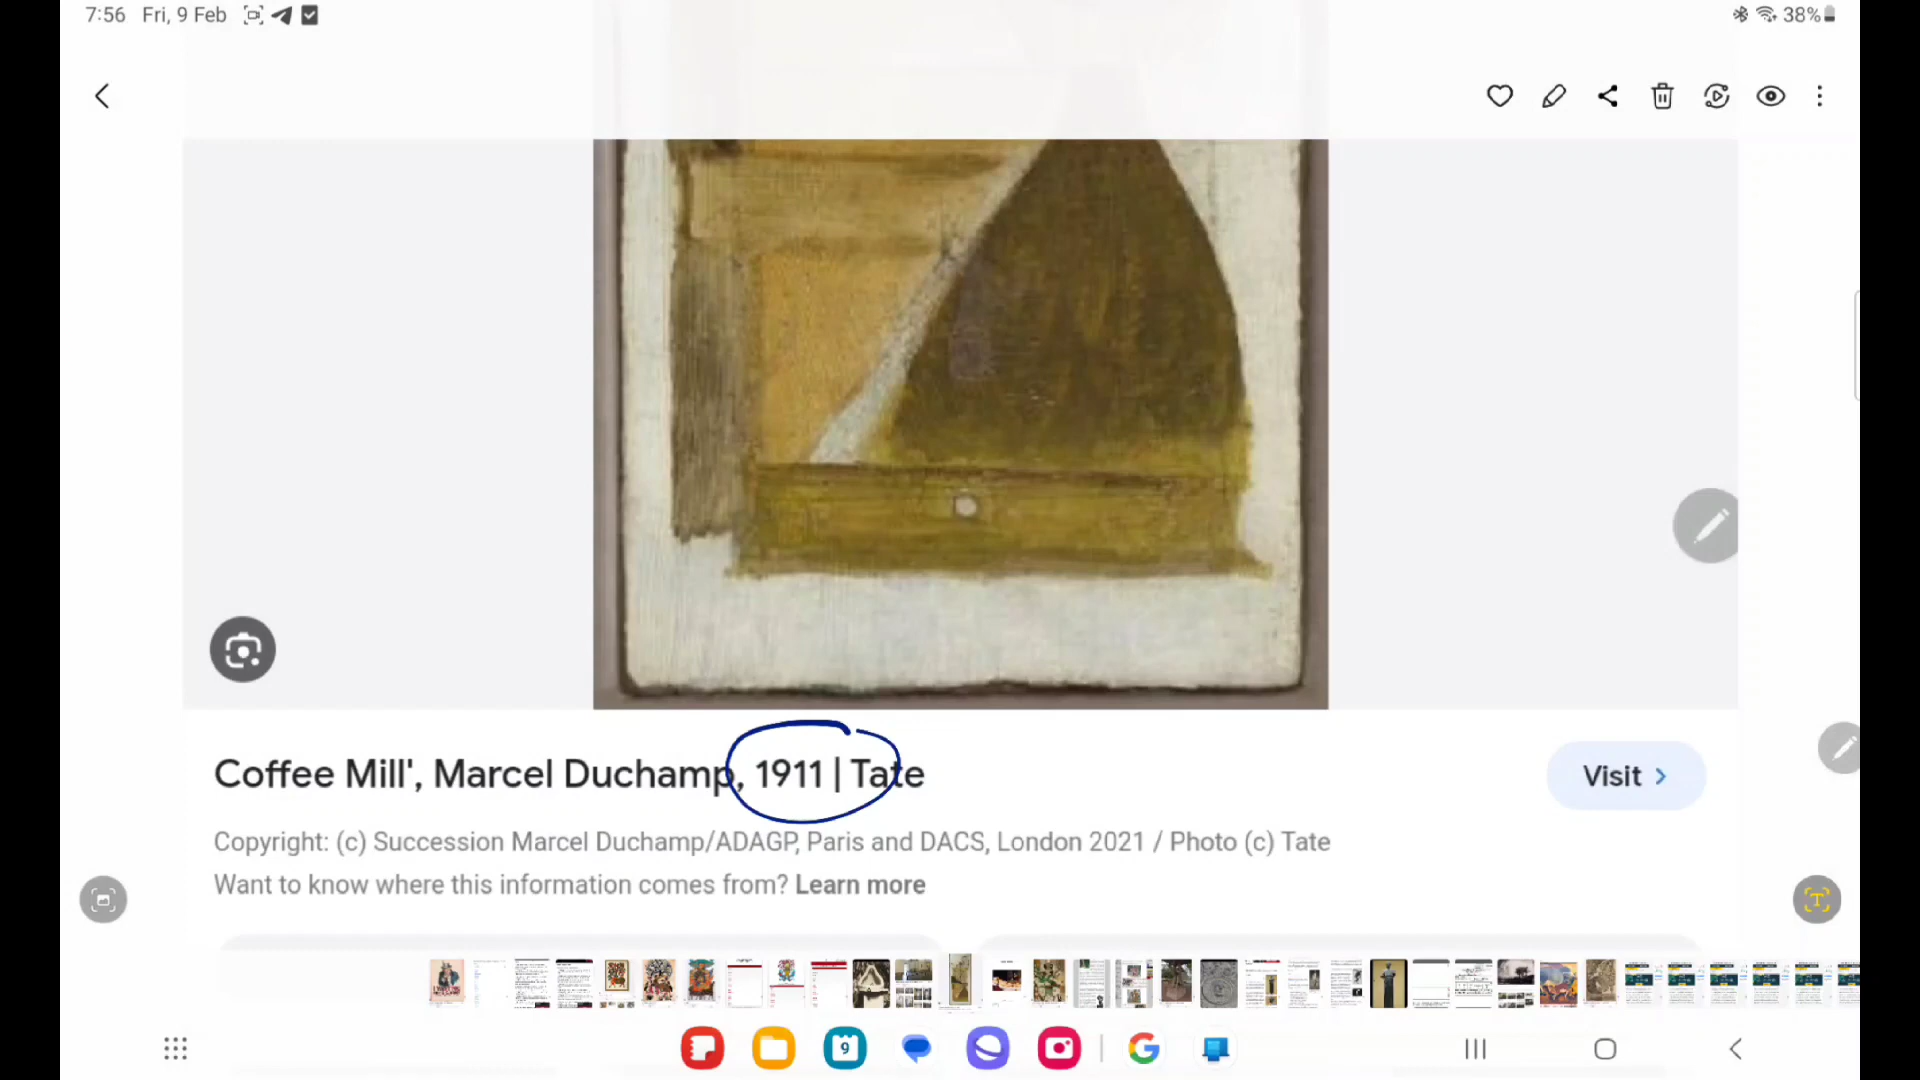 7:56 Fri, 9 Feb
38%
Coffee Mill', Marcel Duchamp, 1911 | Tate
Visit
Copyright: (c) Succession Marcel Duchamp/ADAGP, Paris and DACS, London 2021 / Photo (c) Tate
Want to know where this information comes from? Learn more
T
9